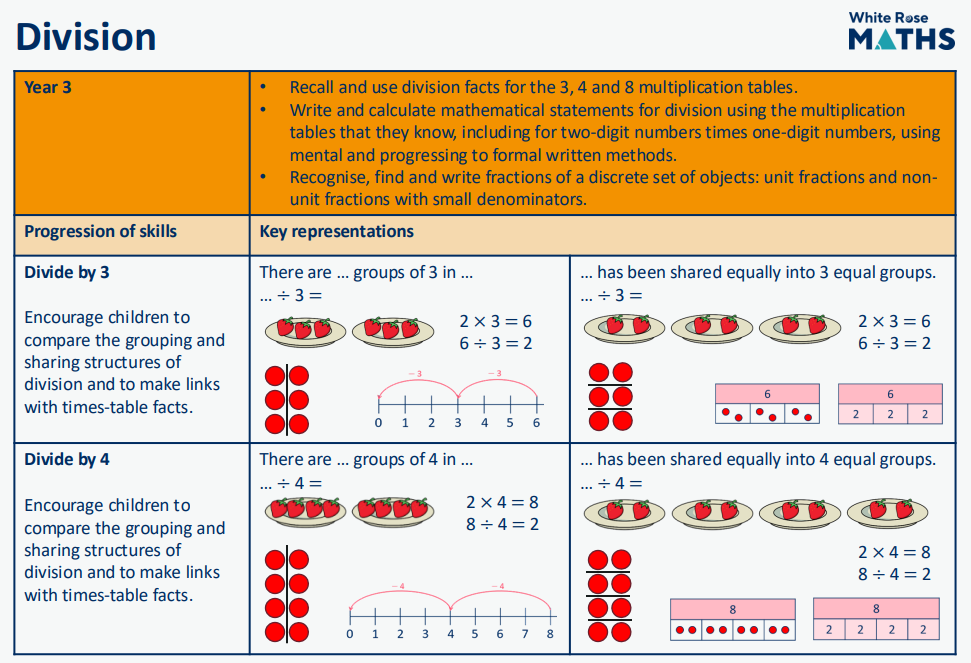 Division
White Rose
MATHS
Year 3
• Recall and use division facts for the 3, 4 and 8 multiplication tables.
• Write and calculate mathematical statements for division using the multiplication
tables that they know, including for two-digit numbers times one-digit numbers, using
mental and progressing to formal written methods.
• Recognise, find and write fractions of a discrete set of objects: unit fractions and non-
unit fractions with small denominators.
Progression of skills
Key representations
Divide by 3
Encourage children to
compare the grouping and
sharing structures of
division and to make links
with times-table facts.
There are … groups of 3 in …
… ÷ 3 =
2 × 3 = 6
6 ÷ 3 = 2
− 3 − 3
0 1 2 3 4 5 6
… has been shared equally into 3 equal groups.
… ÷ 3 =
2 × 3 = 6
6 ÷ 3 = 2
6
6
2 2 2
Divide by 4
Encourage children to
compare the grouping and
sharing structures of
division and to make links
with times-table facts.
There are … groups of 4 in …
… ÷ 4 =
2 × 4 = 8
8 ÷ 4 = 2
− 4 − 4
0 1 2 3 4 5 6 7 8
… has been shared equally into 4 equal groups.
… ÷ 4 =
2 × 4 = 8
8 ÷ 4 = 2
8
8
2 2 2 2